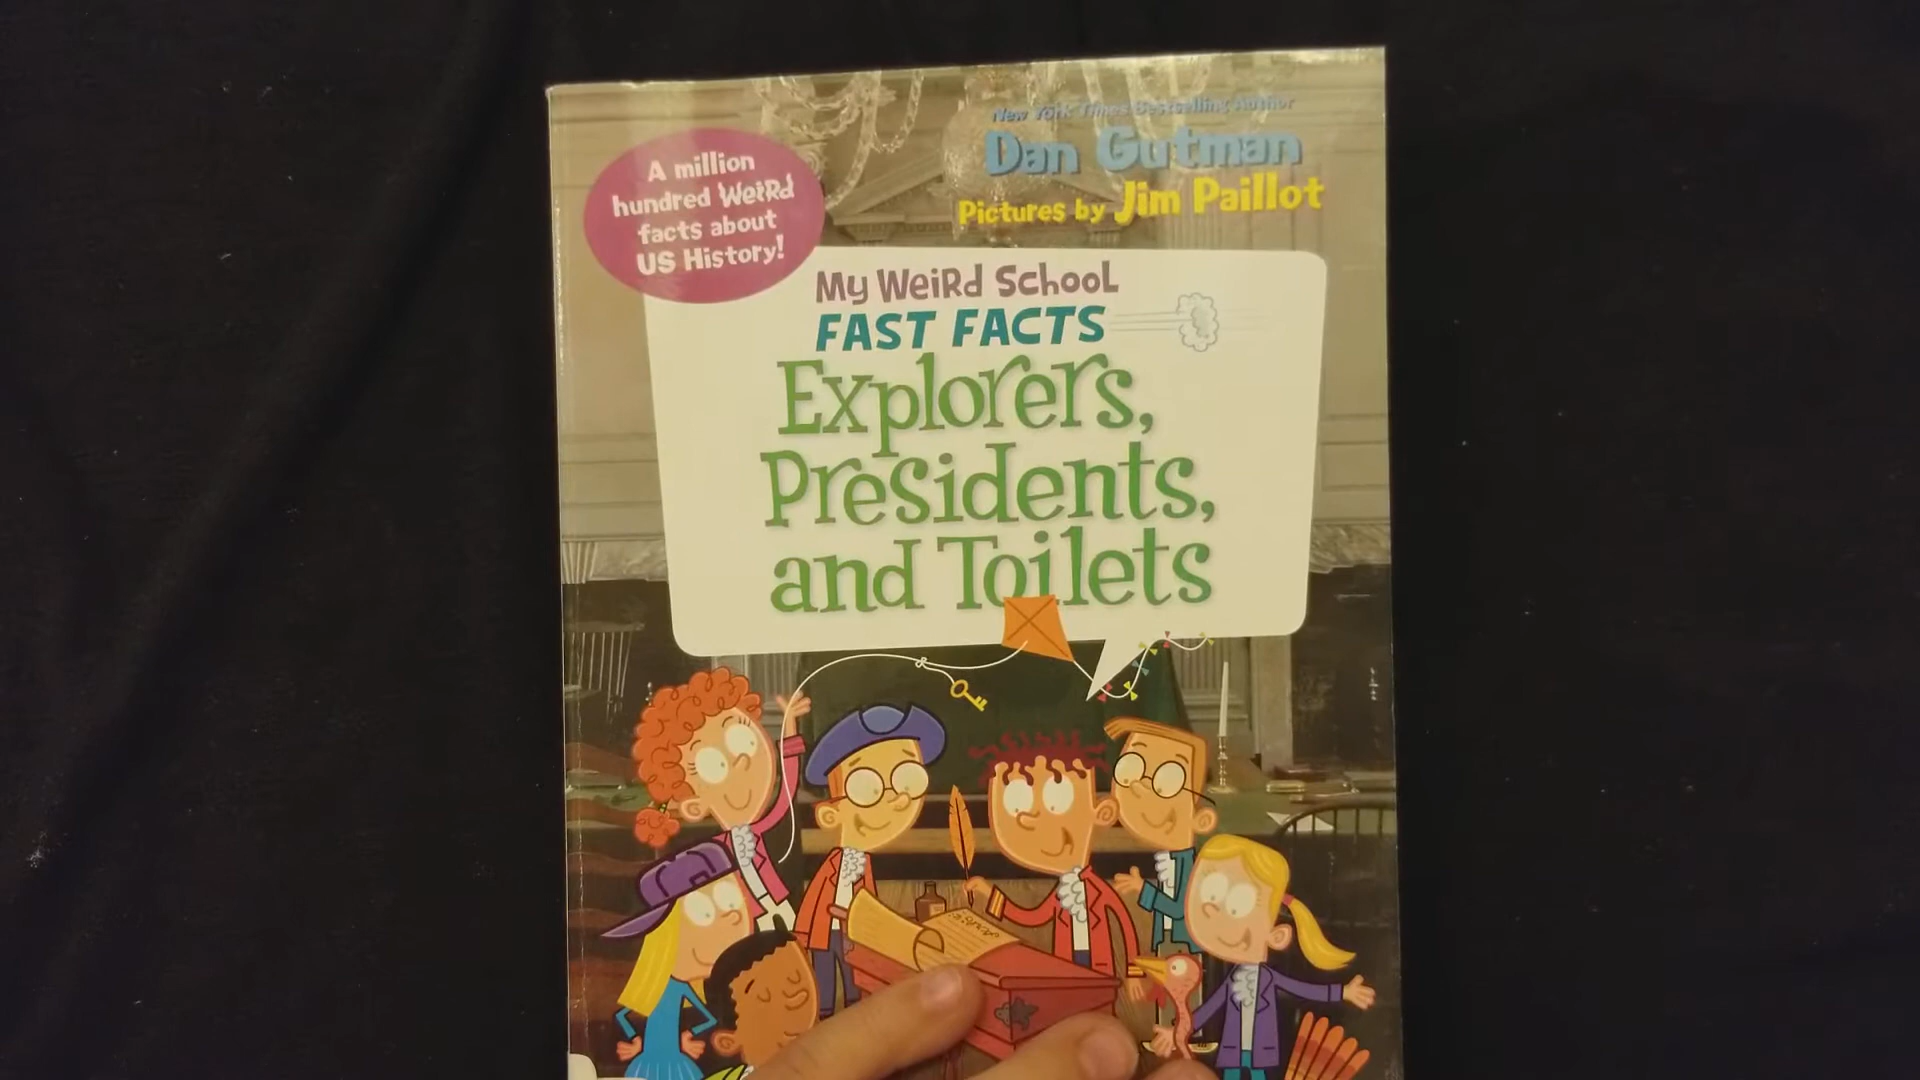 New York Times Bestselling Author
Dan Gutman
Pictures by Jim Paillot
A million
hundred WeiRd
facts about
US History!
My WeiRd School
FAST FACTS
Explorers,
Presidents,
and Toilets